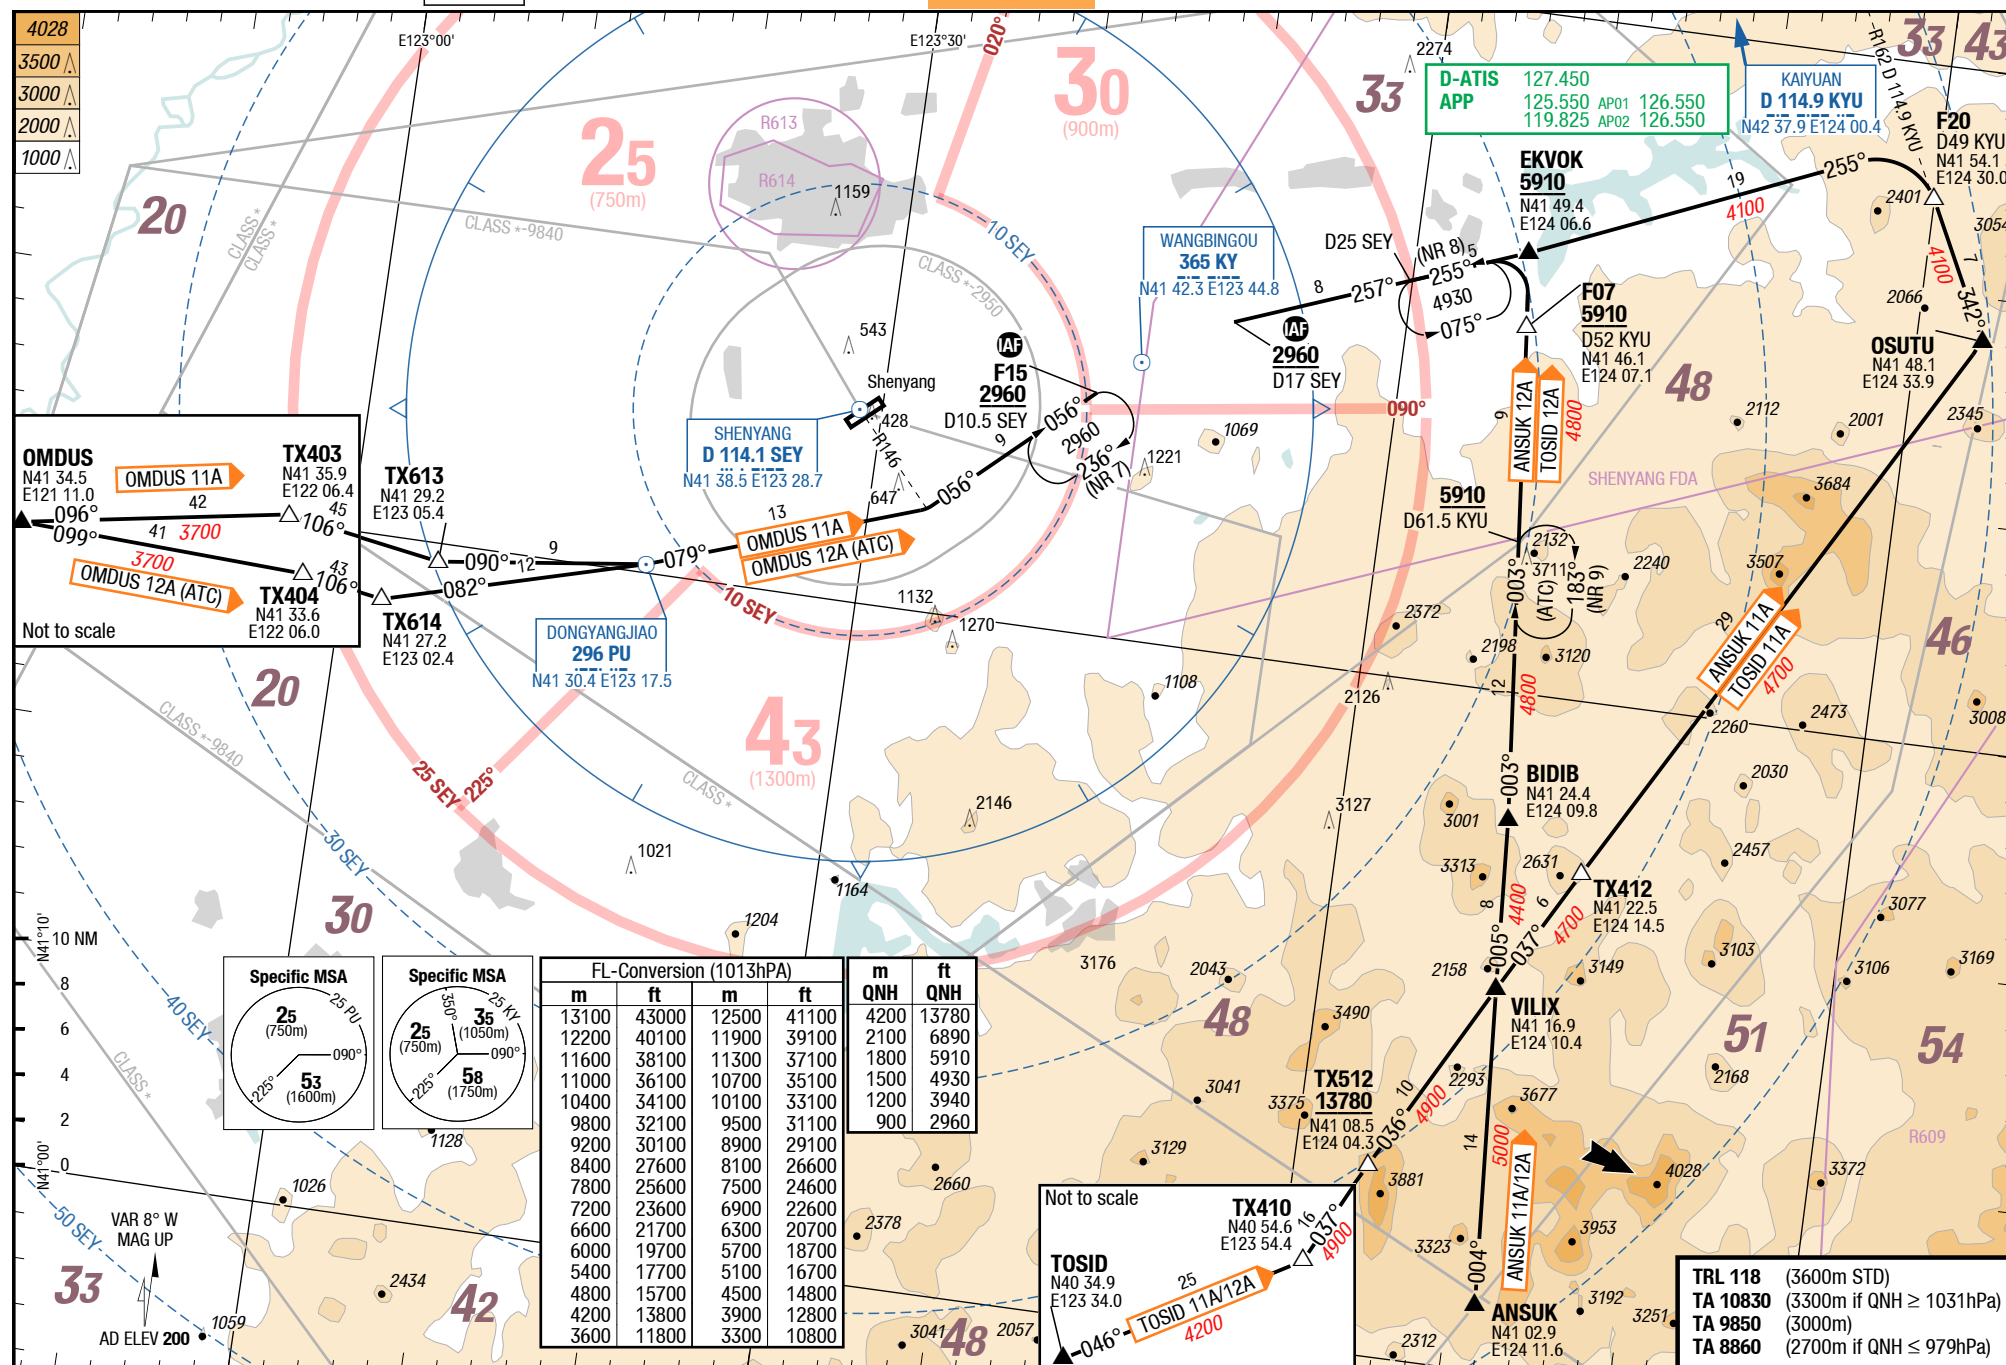 4028
3500
3000
2000
1000
E123°00'
E123°30'
020°
30
(900m)
25
(750m)
R613
R614
1159
20
CLASS *
CLASS *
CLASS *-9840
CLASS *-2950
10 SEY
2274
33
D-ATIS 127.450
APP 125.550 AP01 126.550
119.825 AP02 126.550
KAIYUAN
D 114.9 KYU
N42 37.9 E124 00.4
R162 D 114.9 KYU
33
43
F20
D49 KYU
N41 54.1
E124 30.0
EKVOK
5910
N41 49.4
E124 06.6
19
4100
255°
2401
3054
4100
7
342°
2066
OSUTU
N41 48.1
E124 33.9
WANGBINGOU
365 KY
N41 42.3 E123 44.8
D25 SEY
(NR 8)
5
8
257°
255°
4930
075°
IAF
2960
D17 SEY
F07
5910
D52 KYU
N41 46.1
E124 07.1
48
543
Shenyang
428
IAF
F15
2960
D10.5 SEY
9
056°
2960
236°
(NR 7)
056°
R146
647
090°
1069
1221
SHENYANG
D 114.1 SEY
N41 38.5 E123 28.7
9
ANSUK 12A
TOSID 12A
4800
2112
2001
2345
SHENYANG FDA
3684
5910
D61.5 KYU
OMDUS
N41 34.5
E121 11.0
OMDUS 11A
TX403
N41 35.9
E122 06.4
096°
42
45
106°
099°
41
3700
3700
OMDUS 12A (ATC)
43
106°
TX404
N41 33.6
E122 06.0
Not to scale
TX613
N41 29.2
E123 05.4
090°
12
9
082°
079°
13
OMDUS 11A
OMDUS 12A (ATC)
TX614
N41 27.2
E123 02.4
10 SEY
1132
1270
DONGYANGJIAO
296 PU
N41 30.4 E123 17.5
2132
3711
003°
(ATC)
183°
(NR 9)
2240
3507
2372
2198
3120
12
4800
2126
1108
29
ANSUK 11A
TOSID 11A
4700
46
2260
2473
3008
20
CLASS *-9840
43
(1300m)
CLASS *
25 SEY
225°
30 SEY
2146
3127
1021
1164
1204
003°
BIDIB
N41 24.4
E124 09.8
3001
3313
2631
2030
2457
TX412
N41 22.5
E124 14.5
8
4400
6
4700
005°
037°
2158
3149
3103
3077
3106
3169
VILIX
N41 16.9
E124 10.4
30
N41°10'
10 NM
8
6
4
2
0
N41°00'
40 SEY
CLASS *
Specific MSA
25 PU
25
(750m)
090°
225°
53
(1600m)
Specific MSA
25 KY
350°
25
(750m)
35
(1050m)
090°
225°
58
(1750m)
1128
FL-Conversion (1013hPA)
m ft m ft
13100 43000 12500 41100
12200 40100 11900 39100
11600 38100 11300 37100
11000 36100 10700 35100
10400 34100 10100 33100
9800 32100 9500 31100
9200 30100 8900 29100
8400 27600 8100 26600
7800 25600 7500 24600
7200 23600 6900 22600
6600 21700 6300 20700
6000 19700 5700 18700
5400 17700 5100 16700
4800 15700 4500 14800
4200 13800 3900 12800
3600 11800 3300 10800
m ft
QNH QNH
4200 13780
2100 6890
1800 5910
1500 4930
1200 3940
900 2960
3176
2043
48
3490
3041
3129
2660
2378
3041
48
2057
51
54
2168
TX512
13780
N41 08.5
E124 04.3
3375
036°
10
4900
2293
3677
3881
14
5000
ANSUK 11A/12A
4028
3953
3372
R609
3323
3192
3251
2312
004°
ANSUK
N41 02.9
E124 11.6
Not to scale
TX410
N40 54.6
E123 54.4
16
037°
4900
TOSID
N40 34.9
E123 34.0
25
TOSID 11A/12A
046°
4200
1026
50 SEY
VAR 8° W
MAG UP
33
AD ELEV 200
1059
2434
42
TRL 118 (3600m STD)
TA 10830 (3300m if QNH ≥ 1031hPa)
TA 9850 (3000m)
TA 8860 (2700m if QNH ≤ 979hPa)